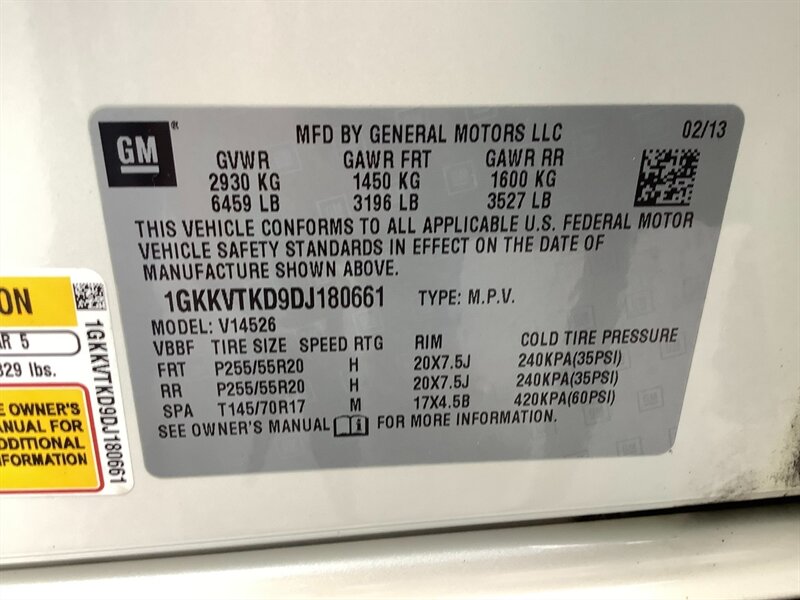 GM®
MFD BY GENERAL MOTORS LLC 02/13
GVWR GAWR FRT GAWR RR
2930 KG 1450 KG 1600 KG
6459 LB 3196 LB 3527 LB
THIS VEHICLE CONFORMS TO ALL APPLICABLE U.S. FEDERAL MOTOR
VEHICLE SAFETY STANDARDS IN EFFECT ON THE DATE OF
MANUFACTURE SHOWN ABOVE.
1GKKVTKD9DJ180661 TYPE: M.P.V.
MODEL: V14526
VBBF TIRE SIZE SPEED RTG RIM COLD TIRE PRESSURE
FRT P255/55R20 H 20X7.5J 240KPA(35PSI)
RR P255/55R20 H 20X7.5J 240KPA(35PSI)
SPA T145/70R17 M 17X4.5B 420KPA(60PSI)
SEE OWNER'S MANUAL i FOR MORE INFORMATION.
ON
AR 5
329 lbs.
E OWNER'S
ANUAL FOR
DDITIONAL
FORMATION
1GKKVTKD9DJ180661